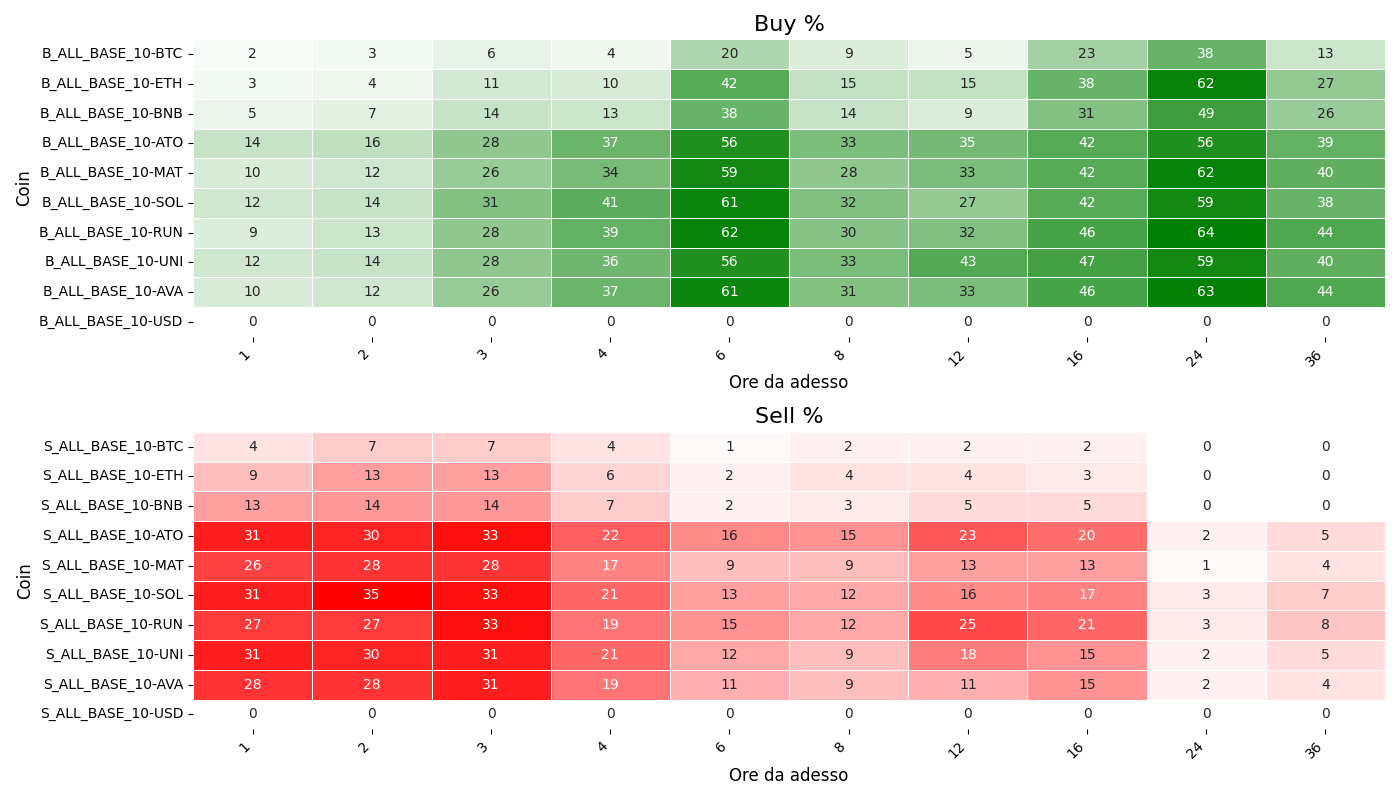 Buy %
Coin
B_ALL_BASE_10-BTC 2 3 6 4 20 9 5 23 38 13
B_ALL_BASE_10-ETH 3 4 11 10 42 15 15 38 62 27
B_ALL_BASE_10-BNB 5 7 14 13 38 14 9 31 49 26
B_ALL_BASE_10-ATO 14 16 28 37 56 33 35 42 56 39
B_ALL_BASE_10-MAT 10 12 26 34 59 28 33 42 62 40
B_ALL_BASE_10-SOL 12 14 31 41 61 32 27 42 59 38
B_ALL_BASE_10-RUN 9 13 28 39 62 30 32 46 64 44
B_ALL_BASE_10-UNI 12 14 28 36 56 33 43 47 59 40
B_ALL_BASE_10-AVA 10 12 26 37 61 31 33 46 63 44
B_ALL_BASE_10-USD 0 0 0 0 0 0 0 0 0 0
1 2 3 4 6 8 12 16 24 36
Ore da adesso
Sell %
Coin
S_ALL_BASE_10-BTC 4 7 7 4 1 2 2 2 0 0
S_ALL_BASE_10-ETH 9 13 13 6 2 4 4 3 0 0
S_ALL_BASE_10-BNB 13 14 14 7 2 3 5 5 0 0
S_ALL_BASE_10-ATO 31 30 33 22 16 15 23 20 2 5
S_ALL_BASE_10-MAT 26 28 28 17 9 9 13 13 1 4
S_ALL_BASE_10-SOL 31 35 33 21 13 12 16 17 3 7
S_ALL_BASE_10-RUN 27 27 33 19 15 12 25 21 3 8
S_ALL_BASE_10-UNI 31 30 31 21 12 9 18 15 2 5
S_ALL_BASE_10-AVA 28 28 31 19 11 9 11 15 2 4
S_ALL_BASE_10-USD 0 0 0 0 0 0 0 0 0 0
1 2 3 4 6 8 12 16 24 36
Ore da adesso